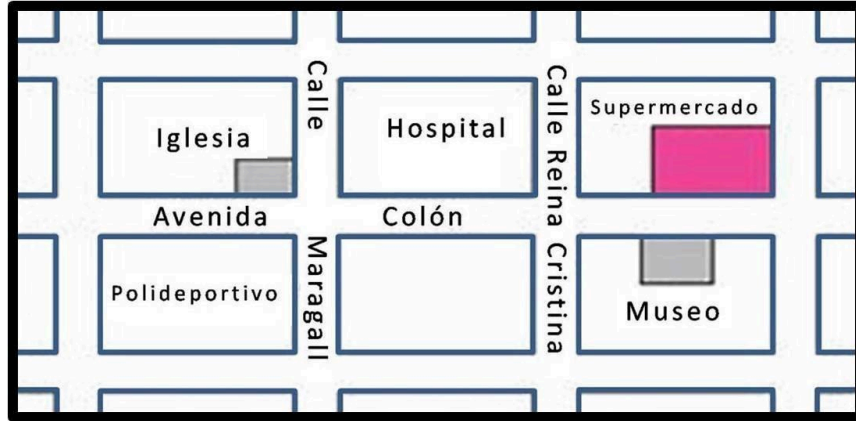 Supermercado
Iglesia
Hospital
Avenida Colón
Calle Maragall
Calle Reina Cristina
Polideportivo
Museo